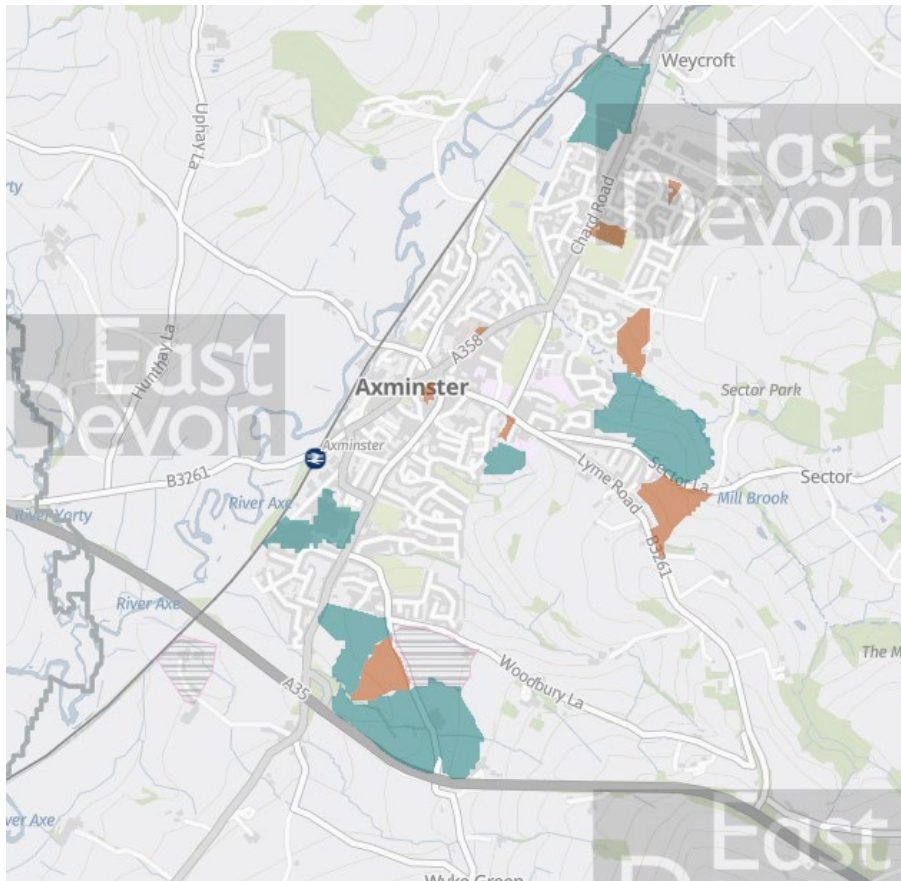 Weycroft
East
Devon
Uphay La
rty
Chard Road
East
Devon
Hunthay La
A358
Axminster
Sector Park
Axminster
B3261
Sector La
Sector
Lyme Road
Mill Brook
River Axe
River Yarty
B3261
River Axe
The M
Woodbury La
A35
East
ver Axe
D
Wyke Green